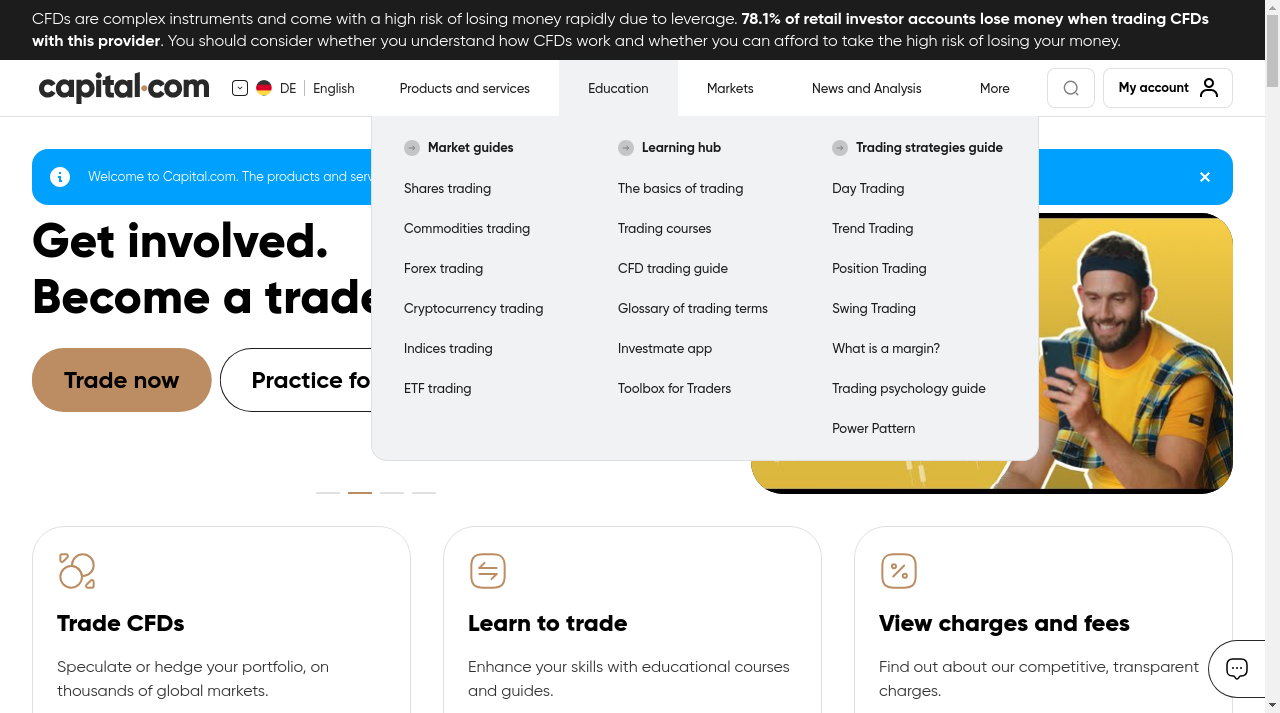 CFDs are complex instruments and come with a high risk of losing money rapidly due to leverage. 78.1% of retail investor accounts lose money when trading CFDs
with this provider. You should consider whether you understand how CFDs work and whether you can afford to take the high risk of losing your money.
capital.com
DE English
Products and services
Education
Markets
News and Analysis
More
My account
Market guides
Shares trading
Commodities trading
Forex trading
Cryptocurrency trading
Indices trading
ETF trading
Learning hub
The basics of trading
Trading courses
CFD trading guide
Glossary of trading terms
Investmate app
Toolbox for Traders
Trading strategies guide
Day Trading
Trend Trading
Position Trading
Swing Trading
What is a margin?
Trading psychology guide
Power Pattern
Welcome to Capital.com. The products and
Get involved.
Become a
Trade now
Practice
Trade CFDs
Speculate or hedge your portfolio, on
thousands of global markets.
Learn to trade
Enhance your skills with educational courses
and guides.
View charges and fees
Find out about our competitive, transparent
charges.